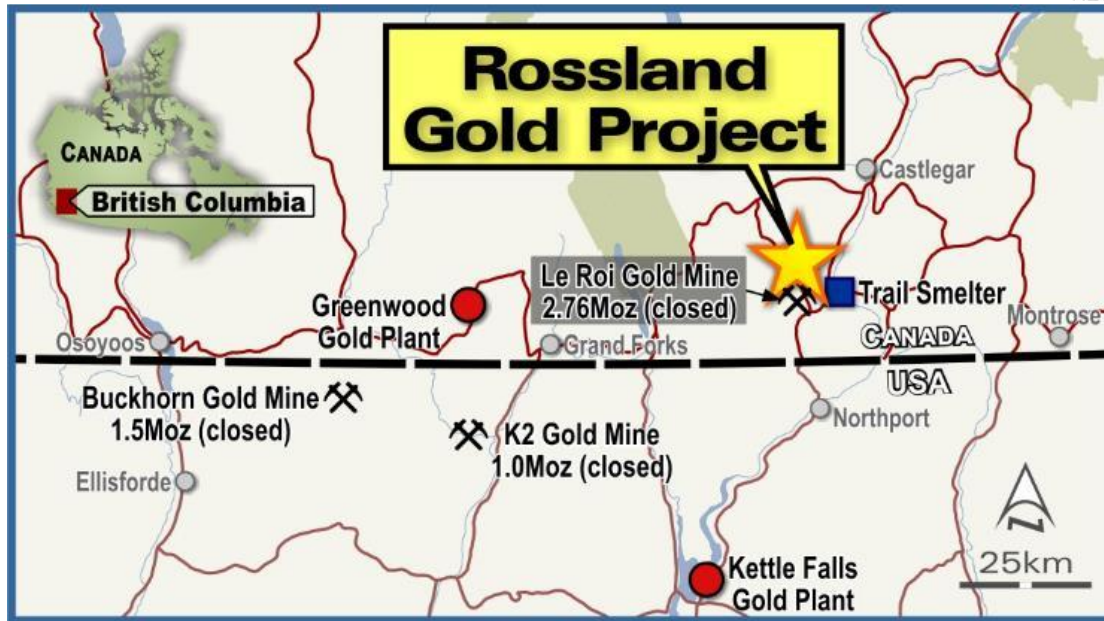 Rossland
Gold Project
CANADA
British Columbia
Castlegar
Le Roi Gold Mine
2.76Moz (closed)
Trail Smelter
Greenwood
Gold Plant
Montrose
Osoyoos
Grand Forks
CANADA
USA
Buckhorn Gold Mine
1.5Moz (closed)
K2 Gold Mine
1.0Moz (closed)
Northport
Ellisforde
N
25km
Kettle Falls
Gold Plant